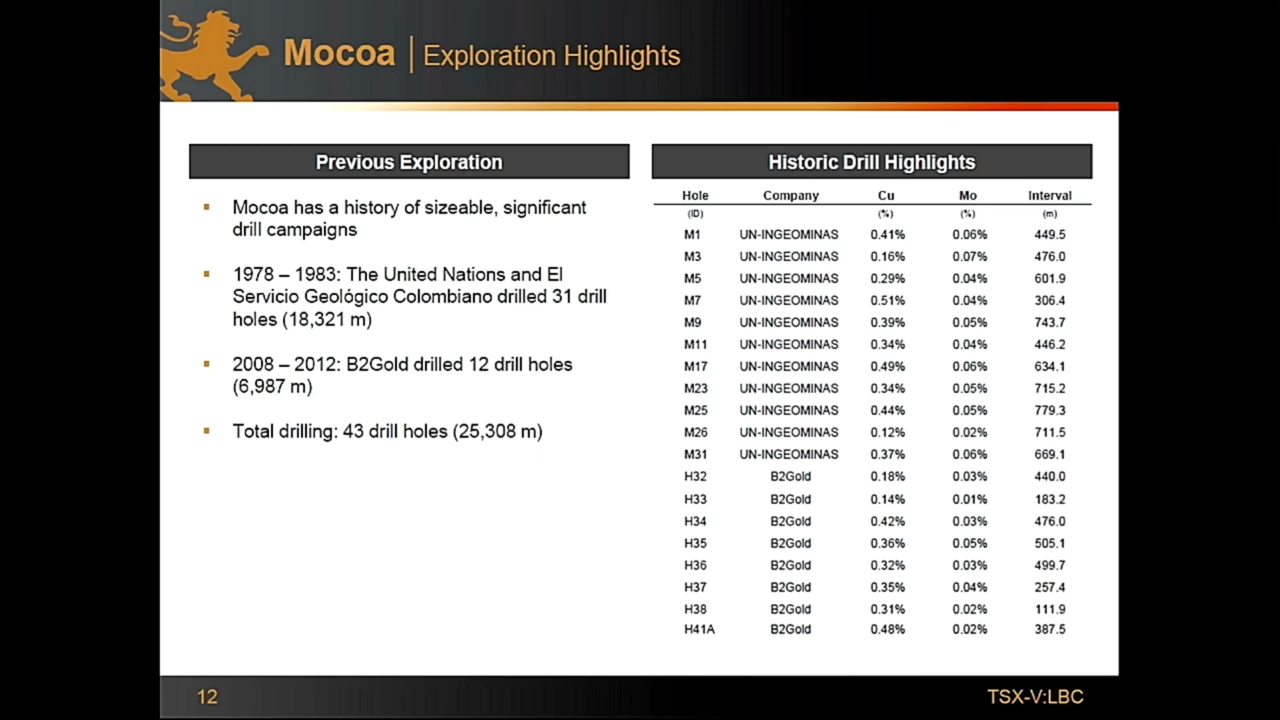 Mocoa | Exploration Highlights
Previous Exploration
▪ Mocoa has a history of sizeable, significant
drill campaigns
▪ 1978 – 1983: The United Nations and El
Servicio Geológico Colombiano drilled 31 drill
holes (18,321 m)
▪ 2008 – 2012: B2Gold drilled 12 drill holes
(6,987 m)
▪ Total drilling: 43 drill holes (25,308 m)
Historic Drill Highlights
Hole Company Cu Mo Interval
(ID) (%) (%) (m)
M1 UN-INGEOMINAS 0.41% 0.06% 449.5
M3 UN-INGEOMINAS 0.16% 0.07% 476.0
M5 UN-INGEOMINAS 0.29% 0.04% 601.9
M7 UN-INGEOMINAS 0.51% 0.04% 306.4
M9 UN-INGEOMINAS 0.39% 0.05% 743.7
M11 UN-INGEOMINAS 0.34% 0.04% 446.2
M17 UN-INGEOMINAS 0.49% 0.06% 634.1
M23 UN-INGEOMINAS 0.34% 0.05% 715.2
M25 UN-INGEOMINAS 0.44% 0.05% 779.3
M26 UN-INGEOMINAS 0.12% 0.02% 711.5
M31 UN-INGEOMINAS 0.37% 0.06% 669.1
H32 B2Gold 0.18% 0.03% 440.0
H33 B2Gold 0.14% 0.01% 183.2
H34 B2Gold 0.42% 0.03% 476.0
H35 B2Gold 0.36% 0.05% 505.1
H36 B2Gold 0.32% 0.03% 499.7
H37 B2Gold 0.35% 0.04% 257.4
H38 B2Gold 0.31% 0.02% 111.9
H41A B2Gold 0.48% 0.02% 387.5
12
TSX-V:LBC